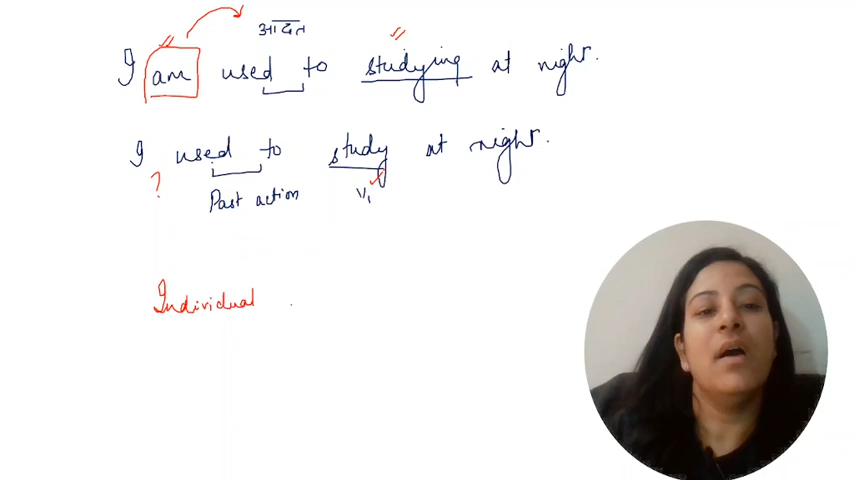 आदत
I am used to studying at night.
I used to study at night.
?
Past action
V₁
Individual